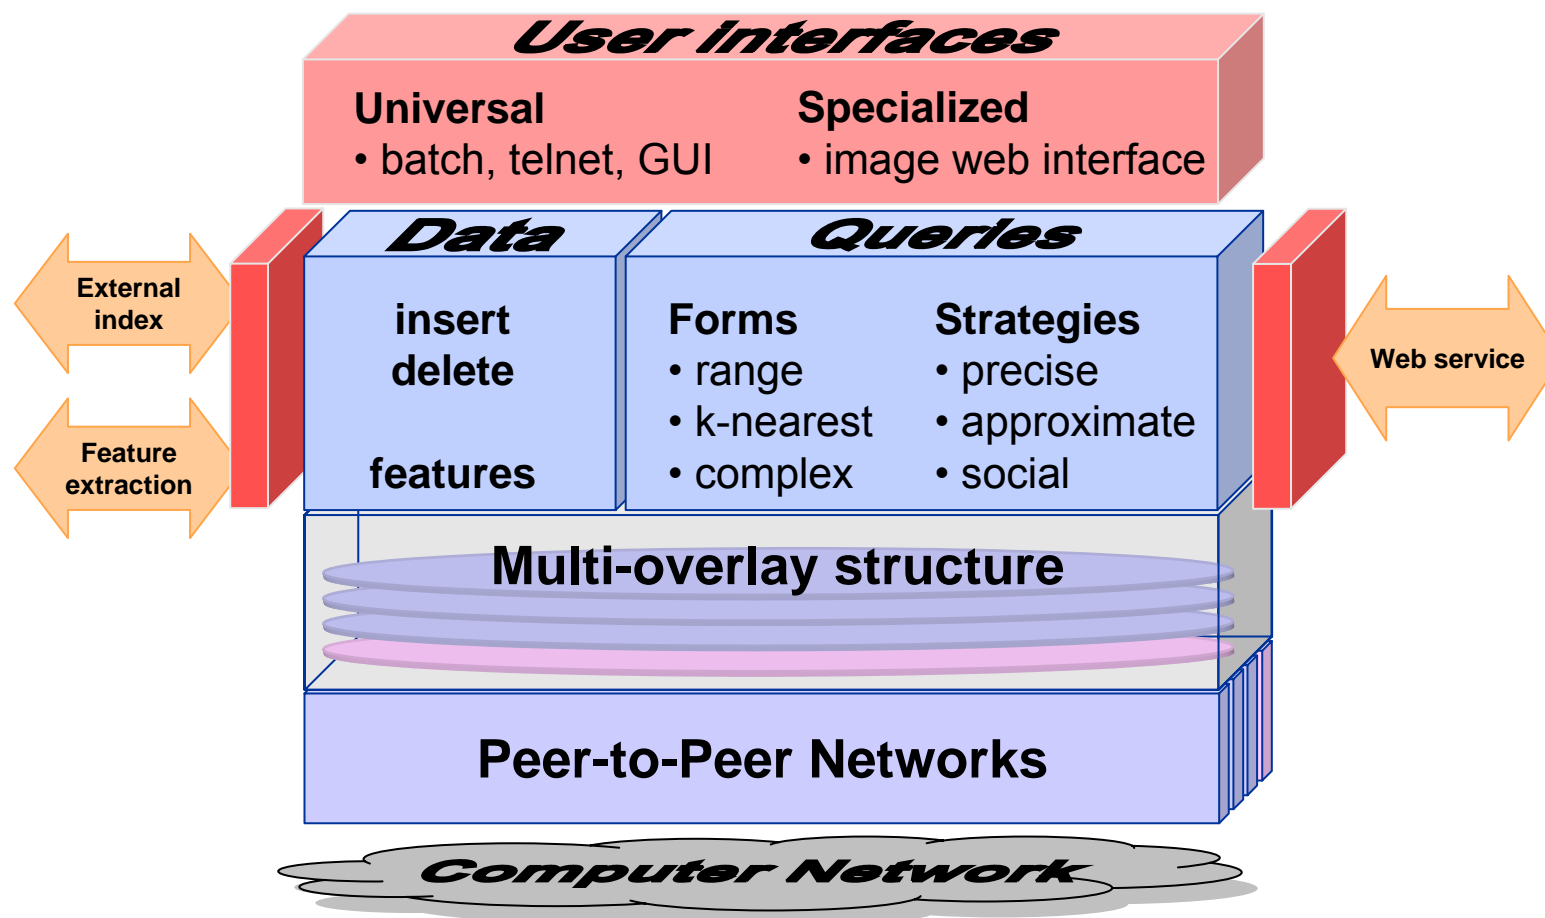 User interfaces
Universal
• batch, telnet, GUI
Specialized
• image web interface
Data
insert
delete
features
Queries
Forms
• range
• k-nearest
• complex
Strategies
• precise
• approximate
• social
External
index
Feature
extraction
Web service
Multi-overlay structure
Peer-to-Peer Networks
Computer Network